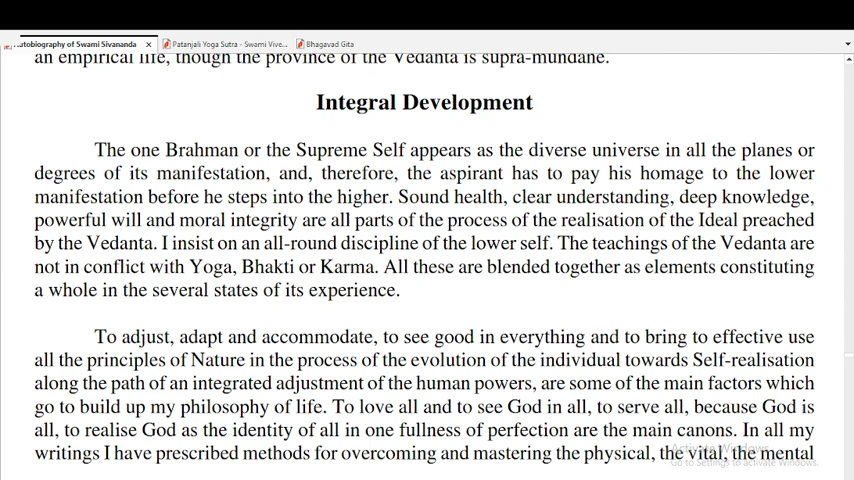 utobiography of Swami Sivananda × Patanjali Yoga Sutra - Swami Vive... Bhagavad Gita
an empirical life, though the province of the Vedanta is supra-mundane.
Integral Development
The one Brahman or the Supreme Self appears as the diverse universe in all the planes or
degrees of its manifestation, and, therefore, the aspirant has to pay his homage to the lower
manifestation before he steps into the higher. Sound health, clear understanding, deep knowledge,
powerful will and moral integrity are all parts of the process of the realisation of the Ideal preached
by the Vedanta. I insist on an all-round discipline of the lower self. The teachings of the Vedanta are
not in conflict with Yoga, Bhakti or Karma. All these are blended together as elements constituting
a whole in the several states of its experience.
To adjust, adapt and accommodate, to see good in everything and to bring to effective use
all the principles of Nature in the process of the evolution of the individual towards Self-realisation
along the path of an integrated adjustment of the human powers, are some of the main factors which
go to build up my philosophy of life. To love all and to see God in all, to serve all, because God is
all, to realise God as the identity of all in one fullness of perfection are the main canons. In all my
writings I have prescribed methods for overcoming and mastering the physical, the vital, the mental
Activate Windows
Go to Settings to activate Windows.